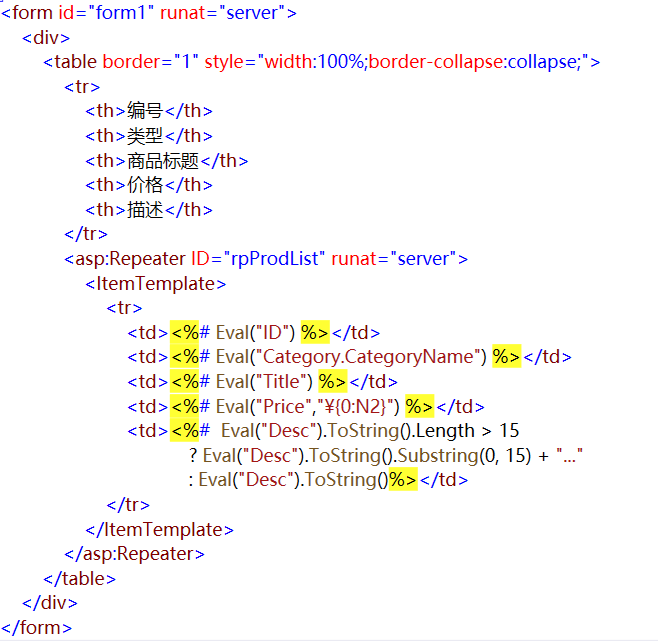 <form id="form1" runat="server">
<div>
<table border="1" style="width:100%;border-collapse:collapse;">
<tr>
<th>编号</th>
<th>类型</th>
<th>商品标题</th>
<th>价格</th>
<th>描述</th>
</tr>
<asp:Repeater ID="rpProdList" runat="server">
<ItemTemplate>
<tr>
<td><%# Eval("ID") %></td>
<td><%# Eval("Category.CategoryName") %></td>
<td><%# Eval("Title") %></td>
<td><%# Eval("Price","¥{0:N2}") %></td>
<td><%#  Eval("Desc").ToString().Length > 15
? Eval("Desc").ToString().Substring(0, 15) + "..."
: Eval("Desc").ToString()%></td>
</tr>
</ItemTemplate>
</asp:Repeater>
</table>
</div>
</form>